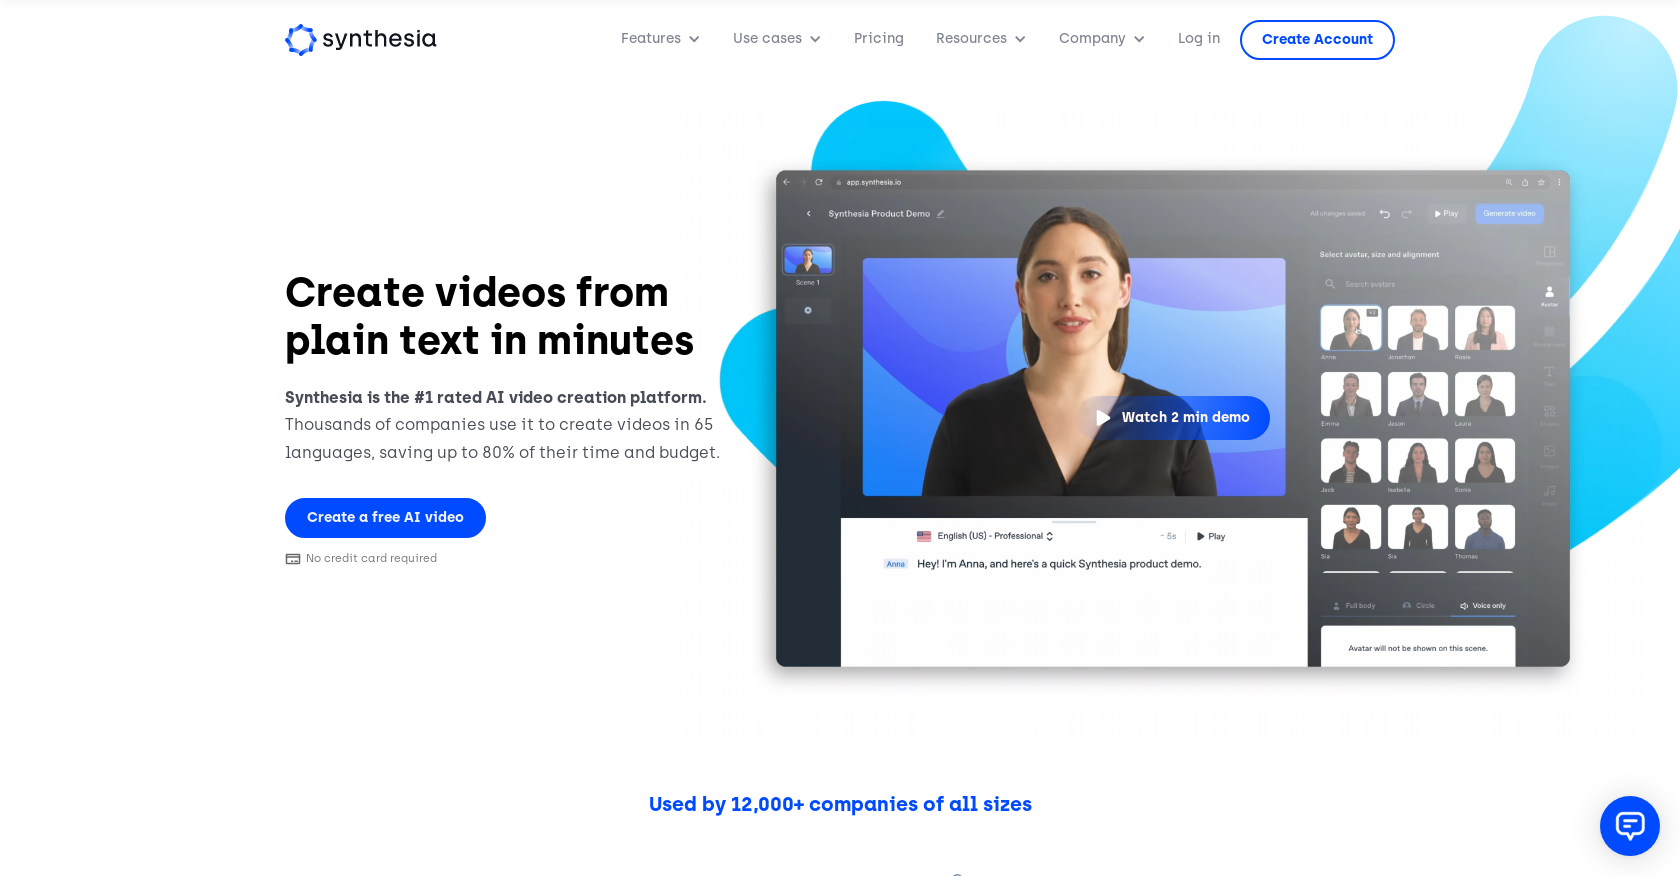 synthesia
Features
Use cases
Pricing
Resources
Company
Log in
Create Account
Create videos from
plain text in minutes
Synthesia is the #1 rated AI video creation platform.
Thousands of companies use it to create videos in 65
languages, saving up to 80% of their time and budget.
Create a free AI video
No credit card required
app.synthesia.io
Synthesia Product Demo
All changes saved
Play
Generate video
Scene 1
Watch 2 min demo
English (US) - Professional
~ 5s
Play
Anna
Hey! I'm Anna, and here's a quick Synthesia product demo.
Select avatar, size and alignment
Search avatars
Anna Jonathan Rosie
Emma Jason Laura
Jack Isabella Sonia
Sia Sia Thomas
Full body Circle Voice only
Avatar will not be shown on this scene.
Avatar
Background
Text
Used by 12,000+ companies of all sizes